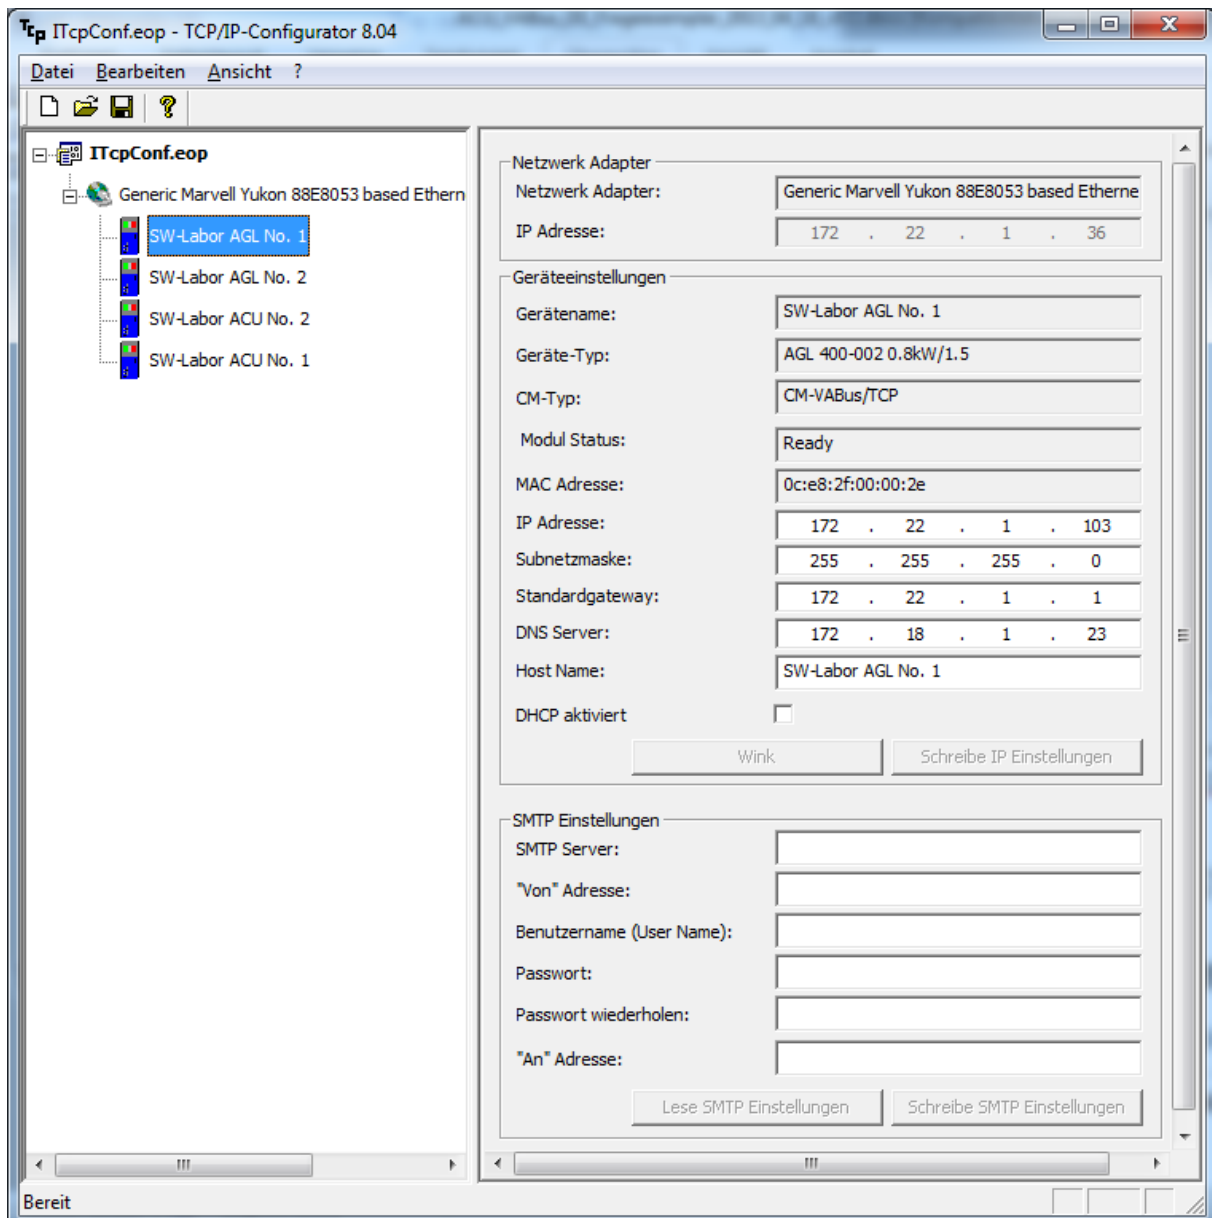 Tcp ITcpConf.eop - TCP/IP-Configurator 8.04
Datei Bearbeiten Ansicht ?
ITcpConf.eop
Generic Marvell Yukon 88E8053 based Ethern
SW-Labor AGL No. 1
SW-Labor AGL No. 2
SW-Labor ACU No. 2
SW-Labor ACU No. 1
Netzwerk Adapter
Netzwerk Adapter: Generic Marvell Yukon 88E8053 based Etherne
IP Adresse: 172 . 22 . 1 . 36
Geräteeinstellungen
Gerätename: SW-Labor AGL No. 1
Geräte-Typ: AGL 400-002 0.8kW/1.5
CM-Typ: CM-VABus/TCP
Modul Status: Ready
MAC Adresse: 0c:e8:2f:00:00:2e
IP Adresse: 172 . 22 . 1 . 103
Subnetzmaske: 255 . 255 . 255 . 0
Standardgateway: 172 . 22 . 1 . 1
DNS Server: 172 . 18 . 1 . 23
Host Name: SW-Labor AGL No. 1
DHCP aktiviert
Wink Schreibe IP Einstellungen
SMTP Einstellungen
SMTP Server:
"Von" Adresse:
Benutzername (User Name):
Passwort:
Passwort wiederholen:
"An" Adresse:
Lese SMTP Einstellungen Schreibe SMTP Einstellungen
Bereit